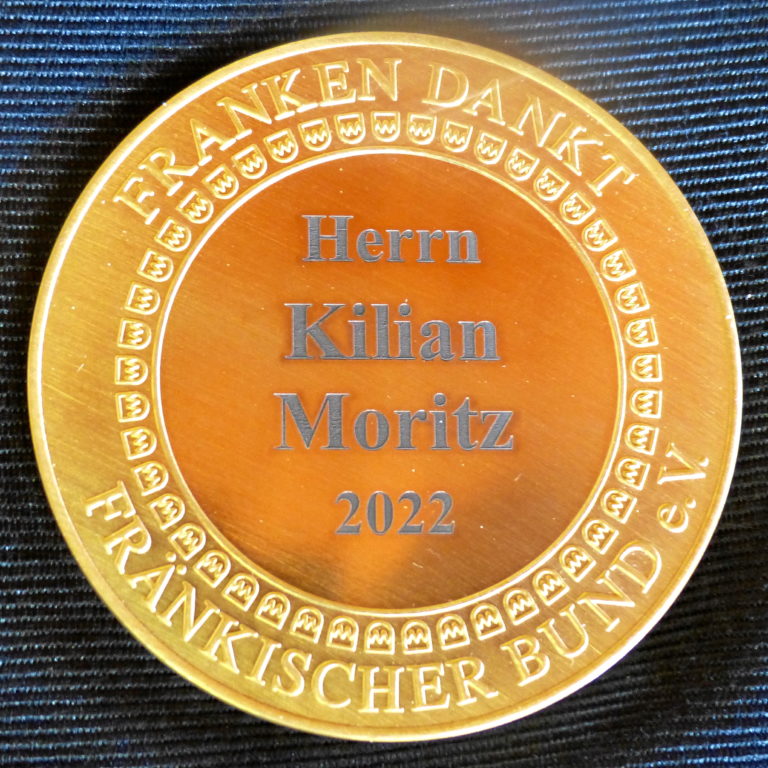 FRANKEN DANKT
Herrn
Kilian
Moritz
2022
FRÄNKISCHER BUND e.V.